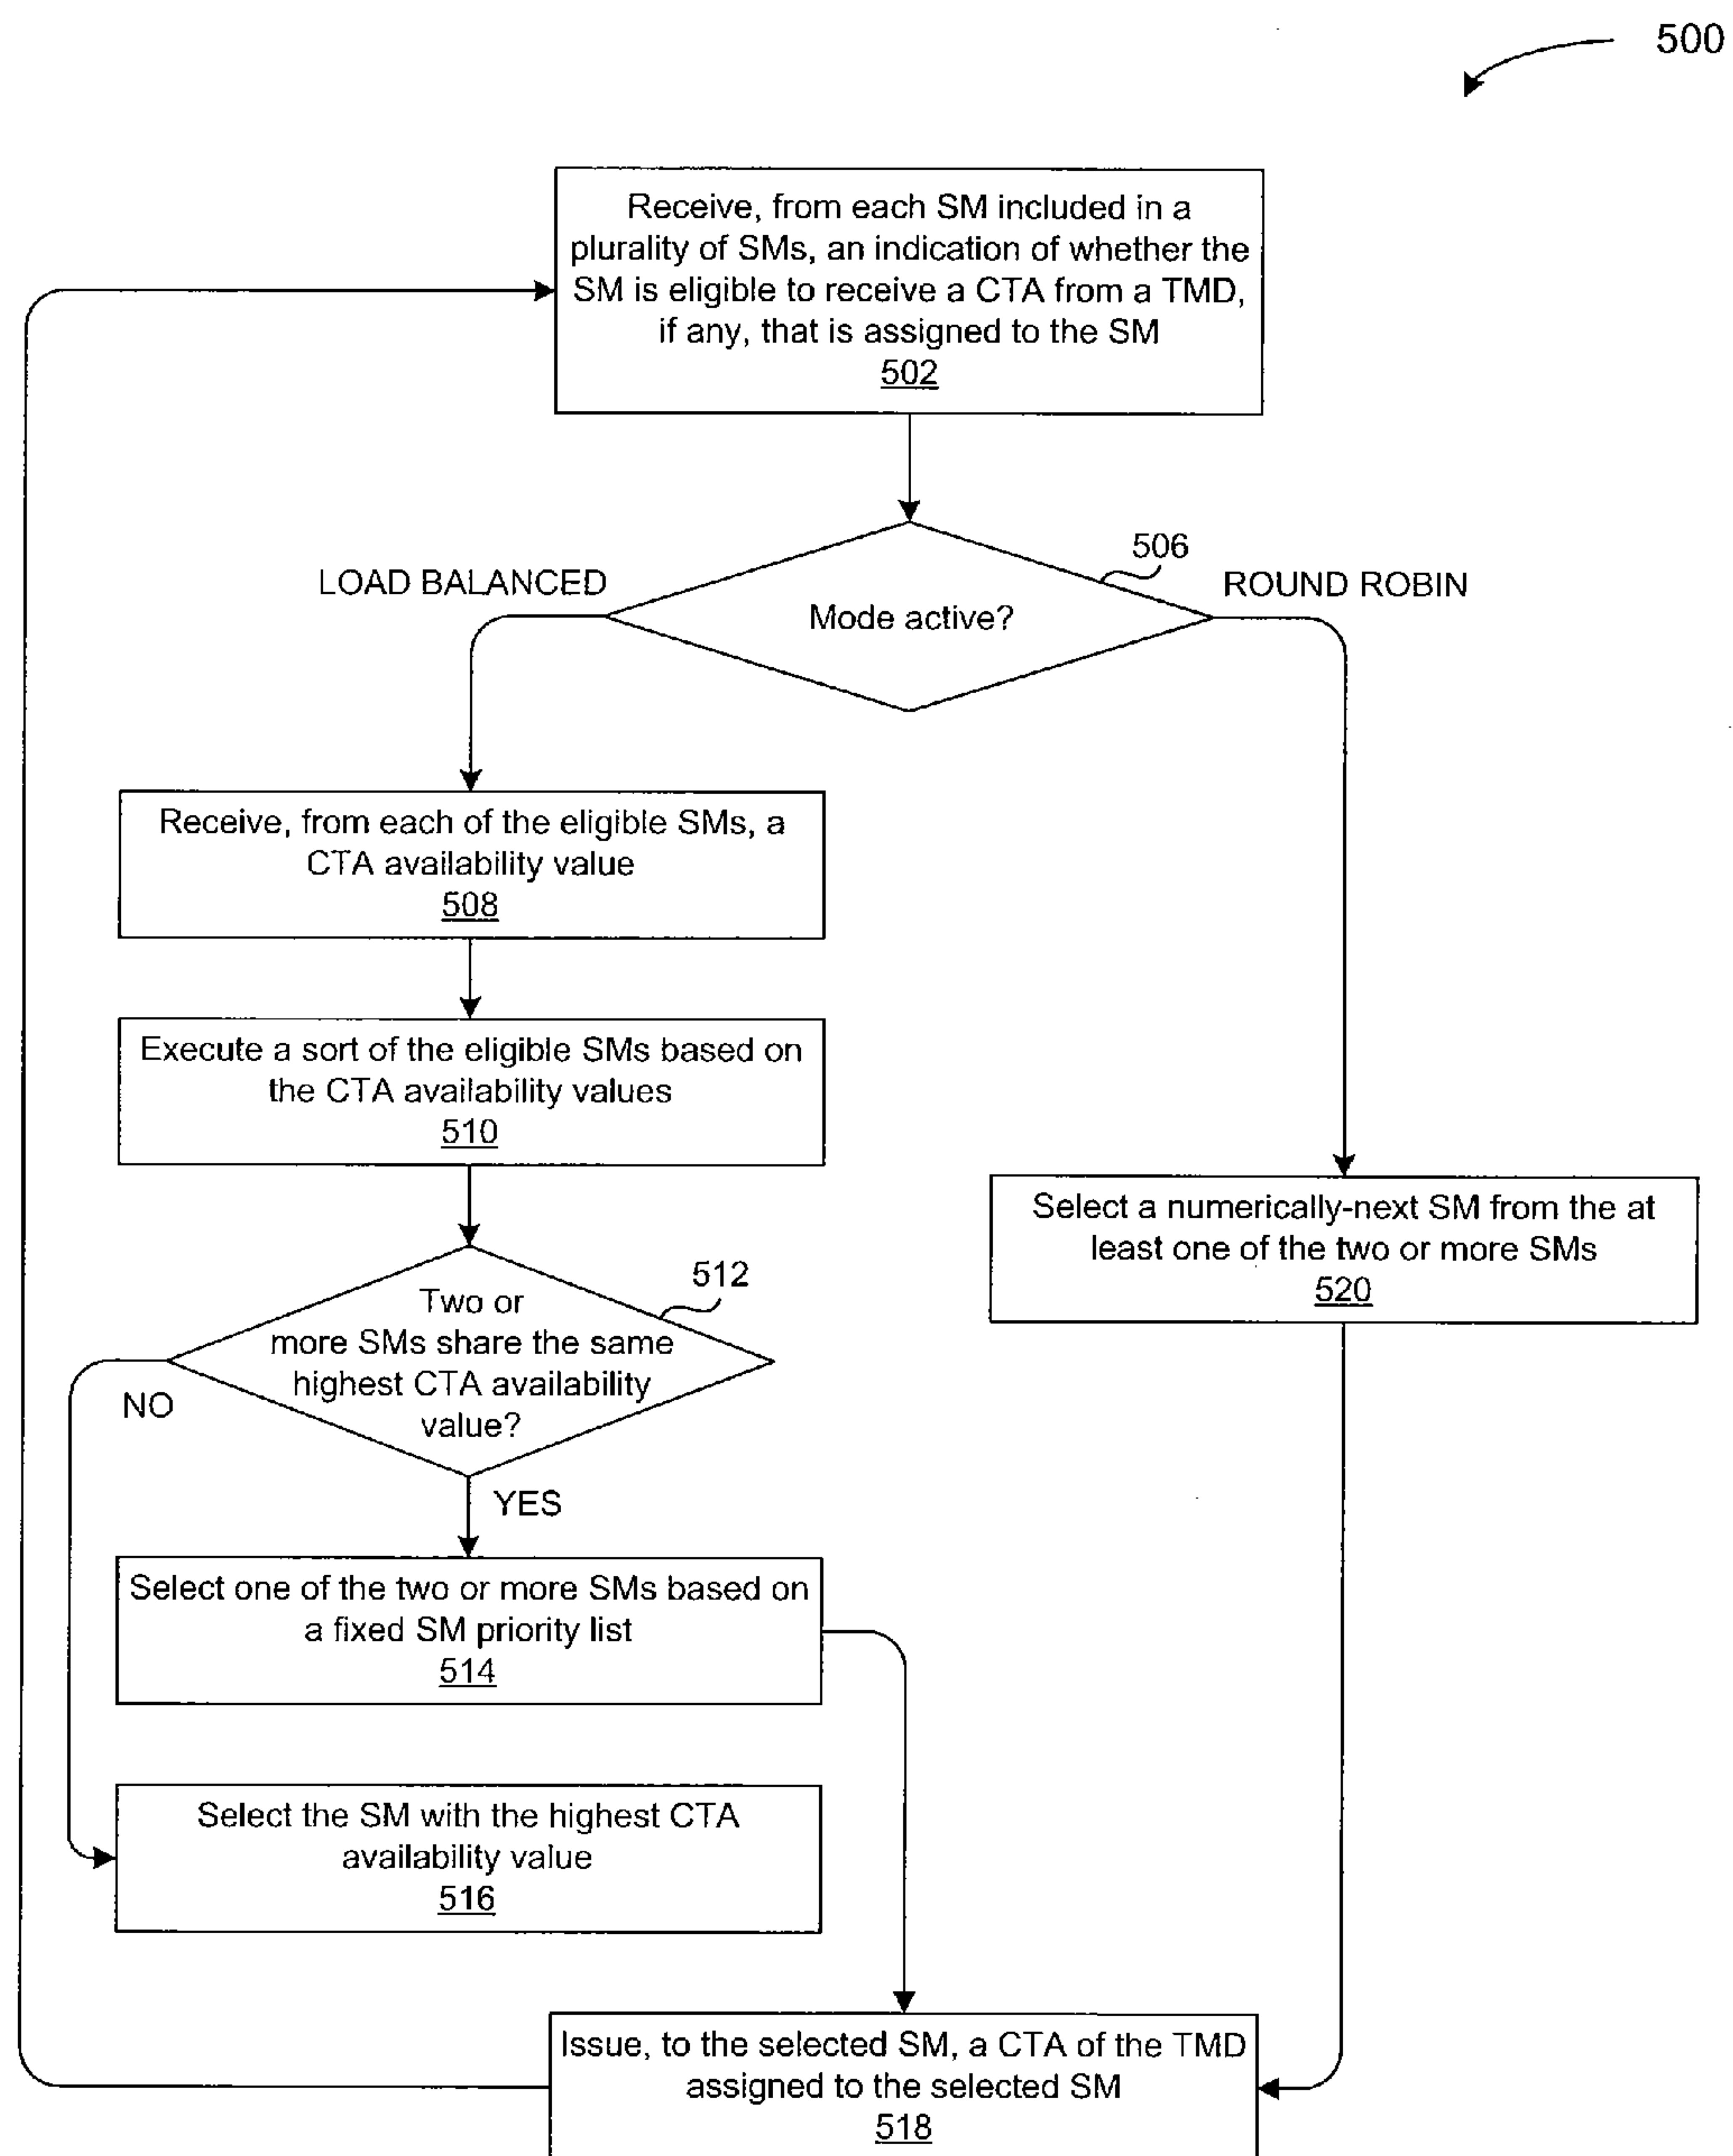 500
Receive, from each SM included in a
plurality of SMs, an indication of whether the
SM is eligible to receive a CTA from a TMD,
if any, that is assigned to the SM
502
506
LOAD BALANCED
ROUND ROBIN
Mode active?
Receive, from each of the eligible SMs, a
CTA availability value
508
Execute a sort of the eligible SMs based on
the CTA availability values
510
Select a numerically-next SM from the at
least one of the two or more SMs
520
512
Two or
more SMs share the same
highest CTA availability
value?
NO
YES
Select one of the two or more SMs based on
a fixed SM priority list
514
Select the SM with the highest CTA
availability value
516
Issue, to the selected SM, a CTA of the TMD
assigned to the selected SM
518